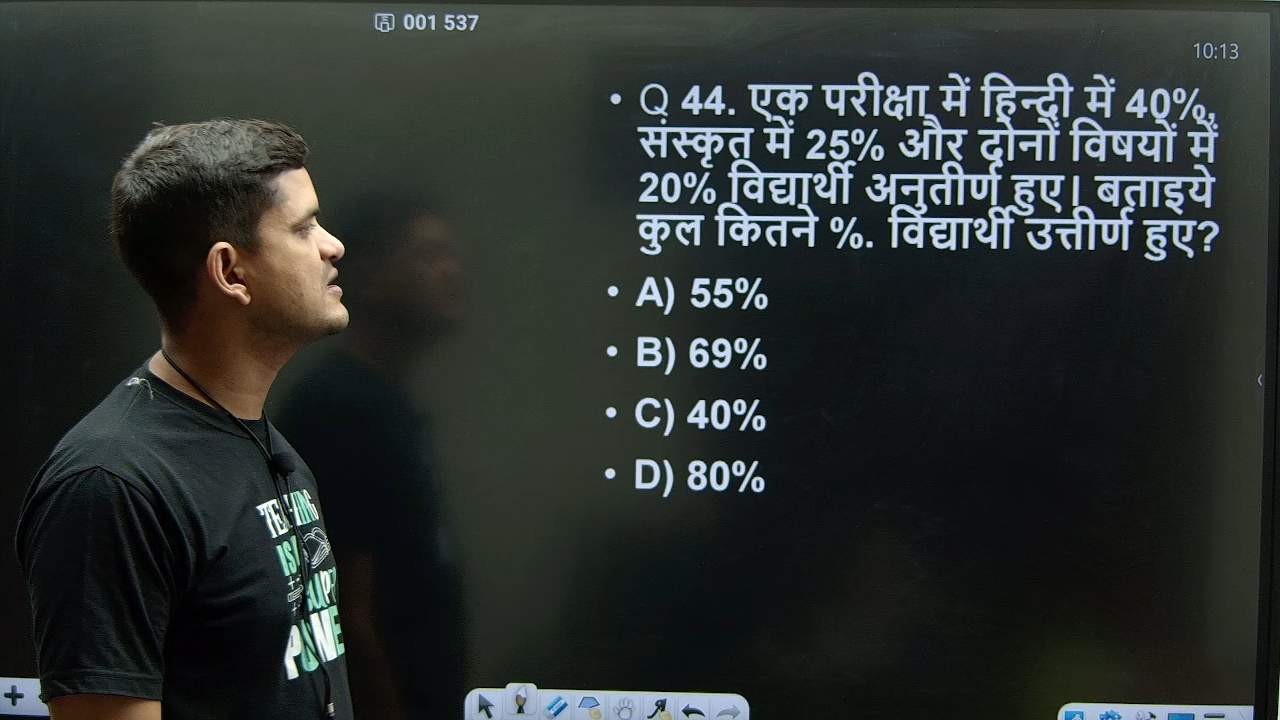 001 537
10:13
• Q 44. एक परीक्षा में हिन्दी में 40%,
संस्कृत में 25% और दोनों विषयों में
20% विद्यार्थी अनुतीर्ण हुए। बताइये
कुल कितने %. विद्यार्थी उत्तीर्ण हुए?
• A) 55%
• B) 69%
• C) 40%
• D) 80%